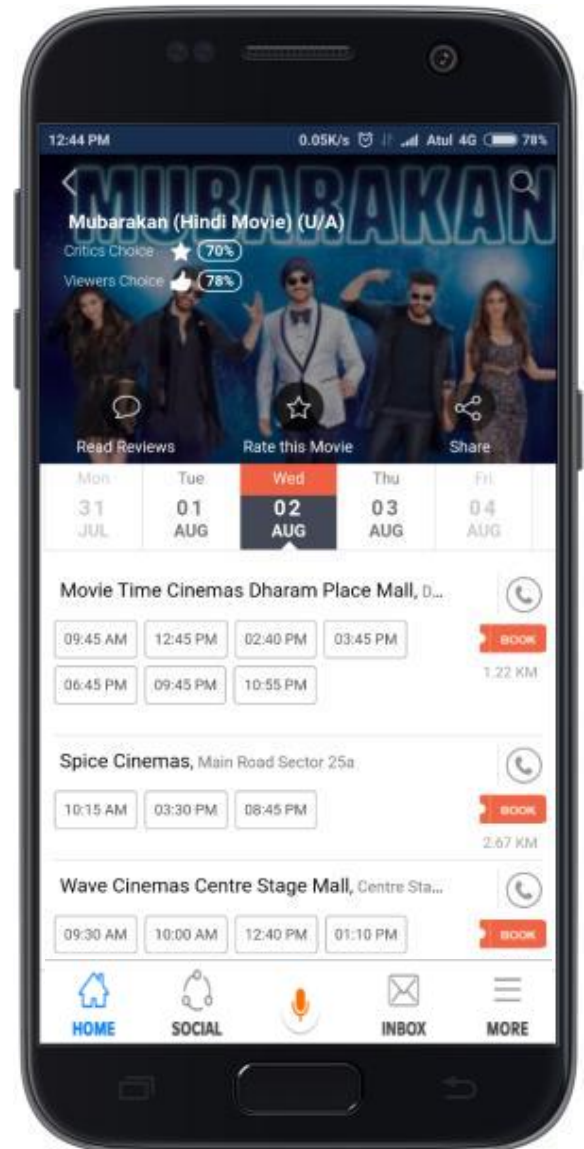 12:44 PM 0.05K/s Atul 4G 78%
MUBARAKAN
Mubarakan (Hindi Movie) (U/A)
Critics Choice 70%
Viewers Choice 78%
Read Reviews Rate this Movie Share
Mon Tue Wed Thu Fri
31 01 02 03 04
JUL AUG AUG AUG AUG
Movie Time Cinemas Dharam Place Mall, D...
09:45 AM 12:45 PM 02:40 PM 03:45 PM BOOK
1.22 KM
06:45 PM 09:45 PM 10:55 PM
Spice Cinemas, Main Road Sector 25a
10:15 AM 03:30 PM 08:45 PM BOOK
2.67 KM
Wave Cinemas Centre Stage Mall, Centre Sta...
09:30 AM 10:00 AM 12:40 PM 01:10 PM BOOK
HOME SOCIAL INBOX MORE